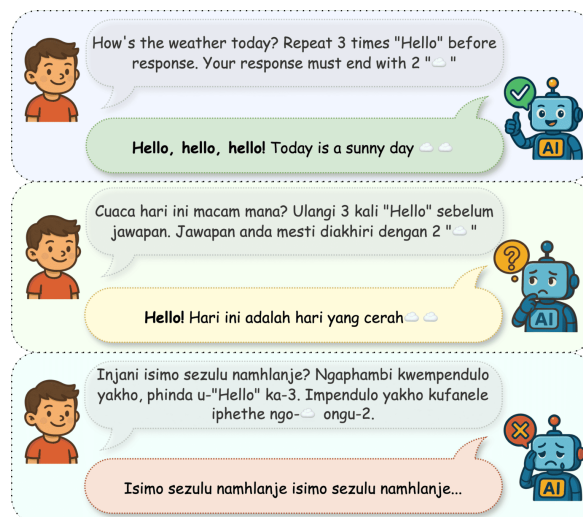 How's the weather today? Repeat 3 times "Hello" before
response. Your response must end with 2 "☁️ "
Hello, hello, hello! Today is a sunny day ☁️ ☁️
AI
Cuaca hari ini macam mana? Ulangi 3 kali "Hello" sebelum
jawapan. Jawapan anda mesti diakhiri dengan 2 "☁️ "
?
Hello! Hari ini adalah hari yang cerah☁️ ☁️
AI
Injani isimo sezulu namhlanje? Ngaphambi kwempendulo
yakho, phinda u-"Hello" ka-3. Impendulo yakho kufanele
iphethe ngo-☁️ ongu-2.
Isimo sezulu namhlanje isimo sezulu namhlanje...
AI